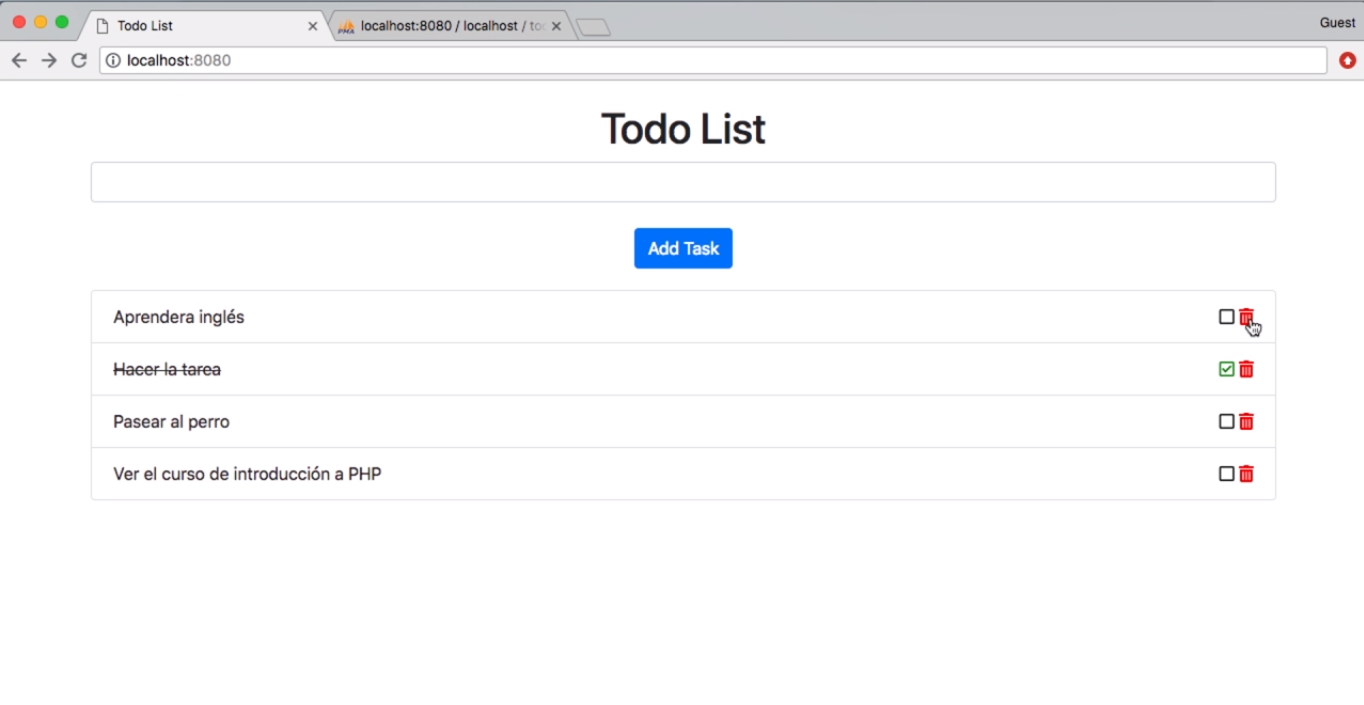 Todo List
localhost:8080 / localhost / to
Guest
localhost:8080
Todo List
Add Task
Aprendera inglés
Hacer la tarea
Pasear al perro
Ver el curso de introducción a PHP